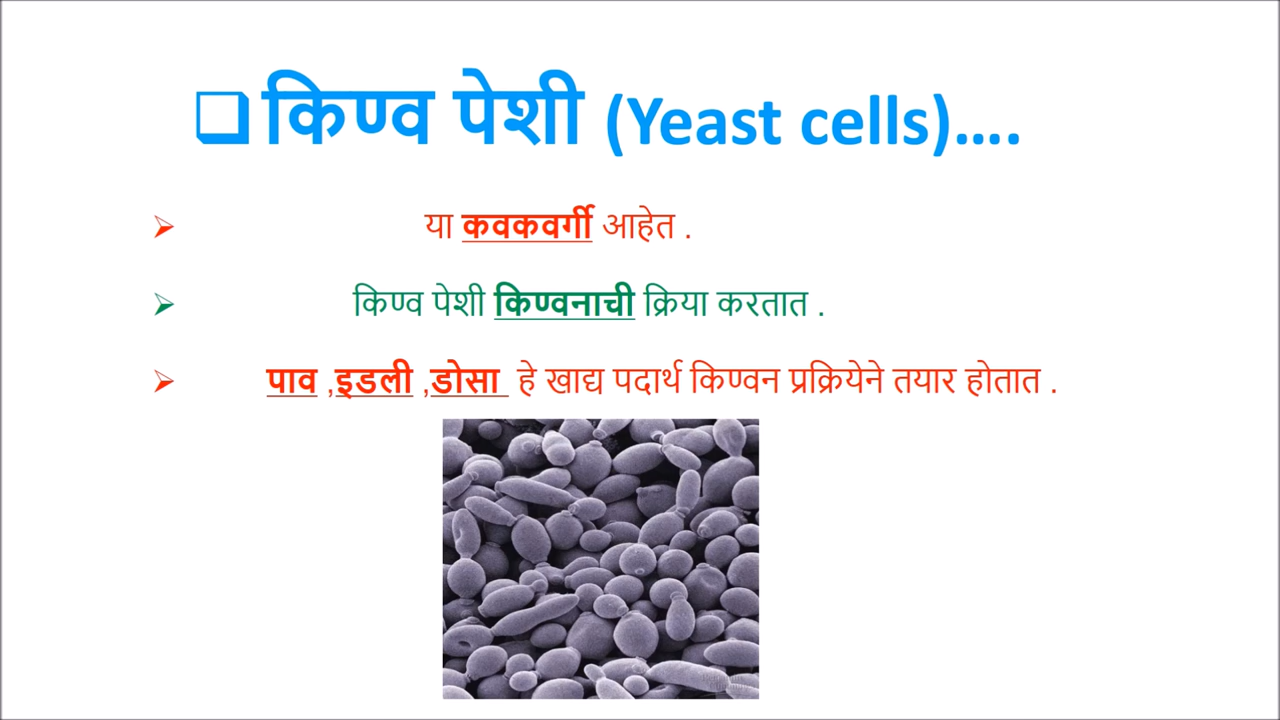 ❑किण्व पेशी (Yeast cells)….
➢ या कवकवर्गी आहेत .
➢ किण्व पेशी किण्वनाची क्रिया करतात .
➢ पाव ,इडली ,डोसा हे खाद्य पदार्थ किण्वन प्रक्रियेने तयार होतात .